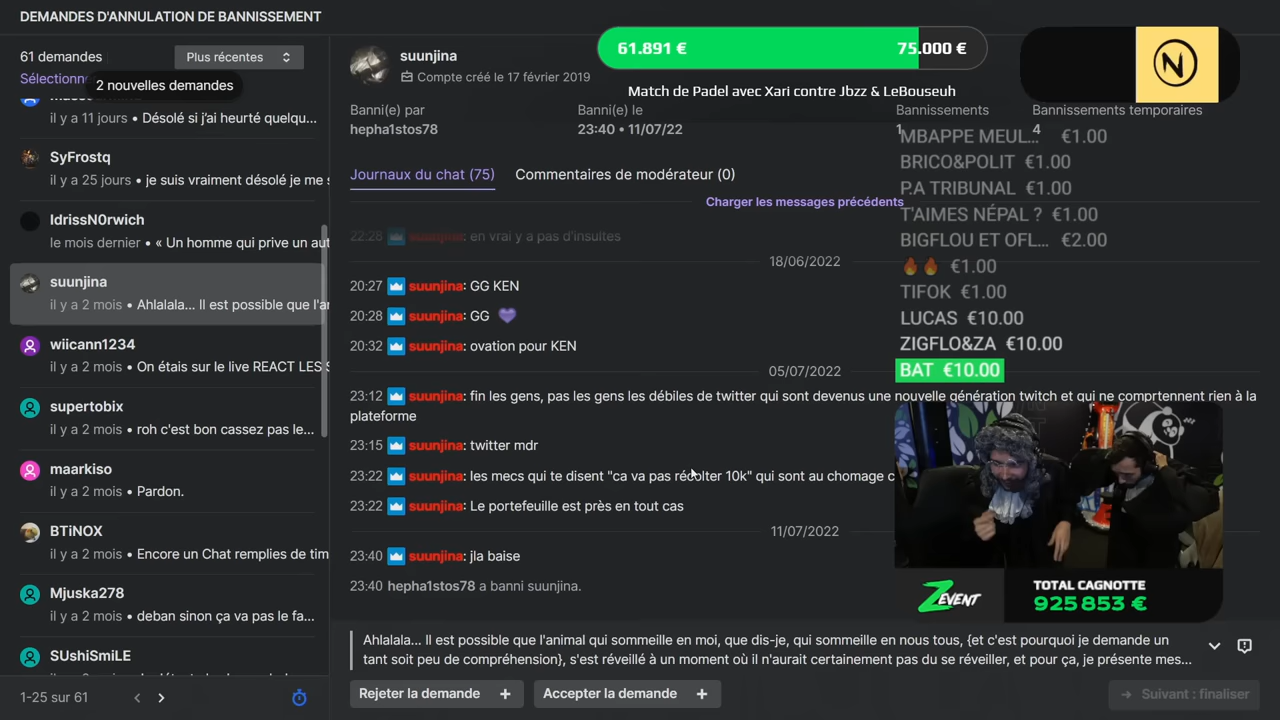 DEMANDES D'ANNULATION DE BANNISSEMENT
61 demandes
Plus récentes
Sélectionn
2 nouvelles demandes
il y a 11 jours • Désolé si j'ai heurté quelqu...
SyFrostq
il y a 25 jours • je suis vraiment désolé je me s
IdrissN0rwich
le mois dernier • « Un homme qui prive un aut
suunjina
il y a 2 mois • Ahlalala... Il est possible que l'an
wiicann1234
il y a 2 mois • On étais sur le live REACT LES S
supertobix
il y a 2 mois • roh c'est bon cassez pas le...
maarkiso
il y a 2 mois • Pardon.
BTiNOX
il y a 2 mois • Encore un Chat remplies de tim
Mjuska278
il y a 2 mois • deban sinon ça va pas le fa...
SUshiSmiLE
1-25 sur 61
suunjina
Compte créé le 17 février 2019
61.891 €
75.000 €
Match de Padel avec Xari contre Jbzz & LeBouseuh
N
Banni(e) par
hepha1stos78
Banni(e) le
23:40 • 11/07/22
Bannissements
1
Bannissements temporaires
4
Journaux du chat (75)
Commentaires de modérateur (0)
Charger les messages précédents
MBAPPE MEUL... €1.00
BRICO&POLIT €1.00
P.A TRIBUNAL €1.00
T'AIMES NÉPAL ? €1.00
BIGFLOU ET OFL... €2.00
🔥🔥 €1.00
TIFOK €1.00
LUCAS €10.00
ZIGFLO&ZA €10.00
BAT €10.00
22:28 suunjina: en vrai y a pas d'insultes
18/06/2022
20:27 suunjina: GG KEN
20:28 suunjina: GG 💜
20:32 suunjina: ovation pour KEN
05/07/2022
23:12 suunjina: fin les gens, pas les gens les débiles de twitter qui sont devenus une nouvelle génération twitch et qui ne comprtennent rien à la
plateforme
23:15 suunjina: twitter mdr
23:22 suunjina: les mecs qui te disent "ca va pas récolter 10k" qui sont au chomage c
23:22 suunjina: Le portefeuille est près en tout cas
11/07/2022
23:40 suunjina: jla baise
23:40 hepha1stos78 a banni suunjina.
ZEVENT
TOTAL CAGNOTTE
925 853 €
Ahlalala... Il est possible que l'animal qui sommeille en moi, que dis-je, qui sommeille en nous tous, {et c'est pourquoi je demande un
tant soit peu de compréhension}, s'est réveillé à un moment où il n'aurait certainement pas du se réveiller, et pour ça, je présente mes...
Rejeter la demande +
Accepter la demande +
→ Suivant : finaliser